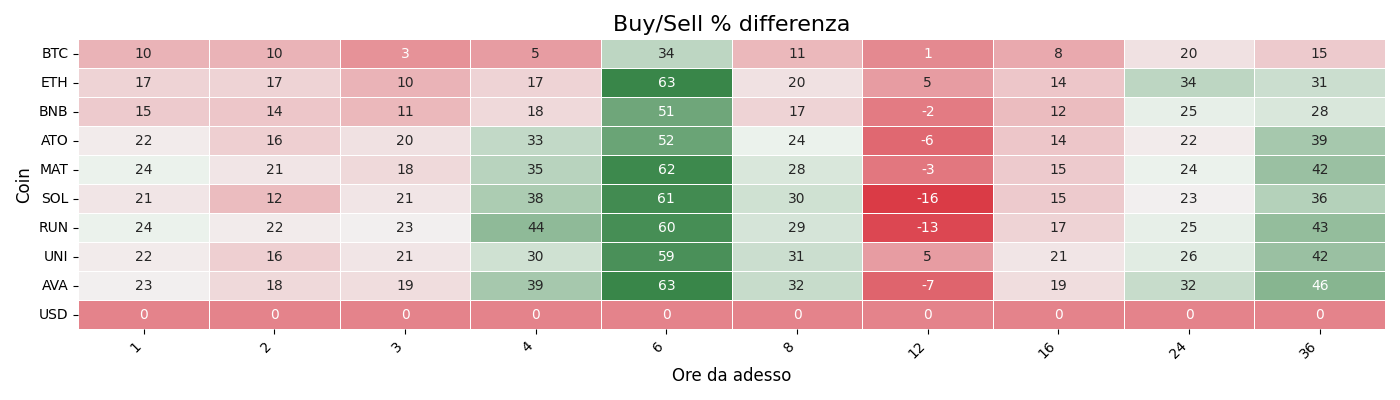 Buy/Sell % differenza
Coin
BTC 10 10 3 5 34 11 1 8 20 15
ETH 17 17 10 17 63 20 5 14 34 31
BNB 15 14 11 18 51 17 -2 12 25 28
ATO 22 16 20 33 52 24 -6 14 22 39
MAT 24 21 18 35 62 28 -3 15 24 42
SOL 21 12 21 38 61 30 -16 15 23 36
RUN 24 22 23 44 60 29 -13 17 25 43
UNI 22 16 21 30 59 31 5 21 26 42
AVA 23 18 19 39 63 32 -7 19 32 46
USD 0 0 0 0 0 0 0 0 0 0
1 2 3 4 6 8 12 16 24 36
Ore da adesso